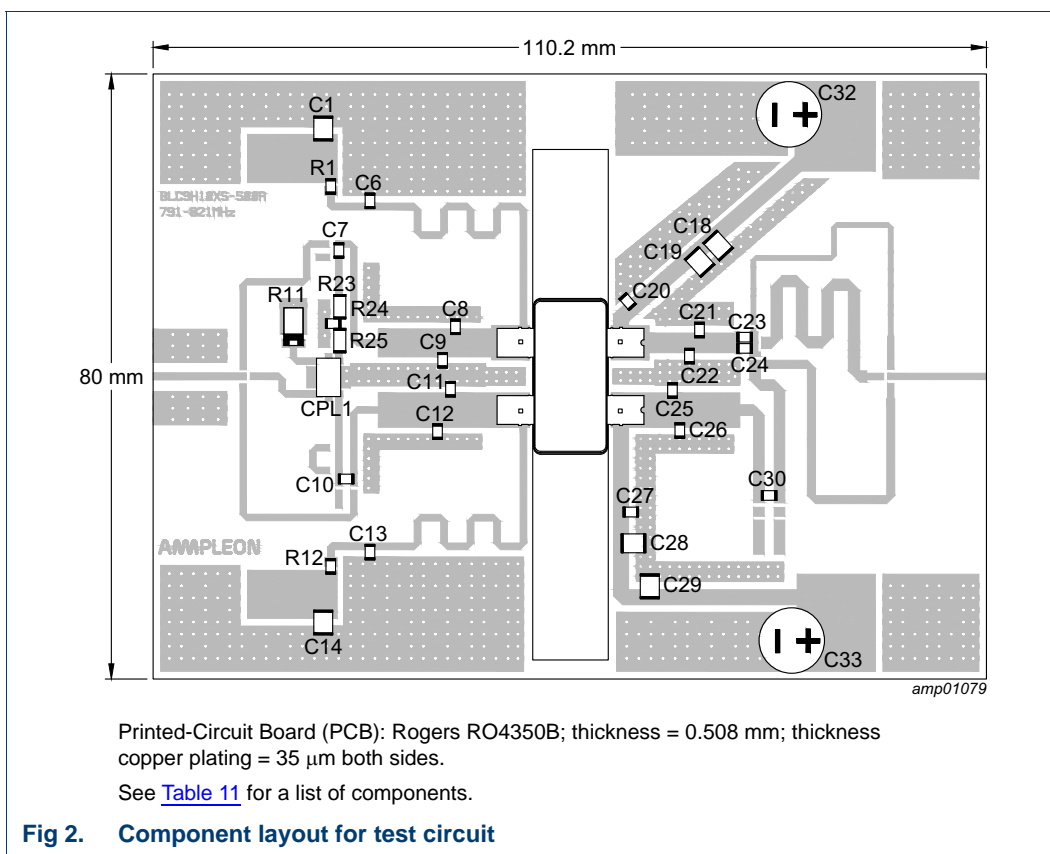 110.2 mm
C32
C1
R1
C6
BLC9H10XS-500A
791-821MHz
C7
C18
C19
R23
C20
R11
R24
C8
C21
C23
R25
C9
C24
80 mm
C22
C11
CPL1
C25
C12
C26
C10
C30
C27
AMPLEON
C13
C28
R12
C29
C14
C33
amp01079
Printed-Circuit Board (PCB): Rogers RO4350B; thickness = 0.508 mm; thickness
copper plating = 35 μm both sides.
See Table 11 for a list of components.
Fig 2. Component layout for test circuit